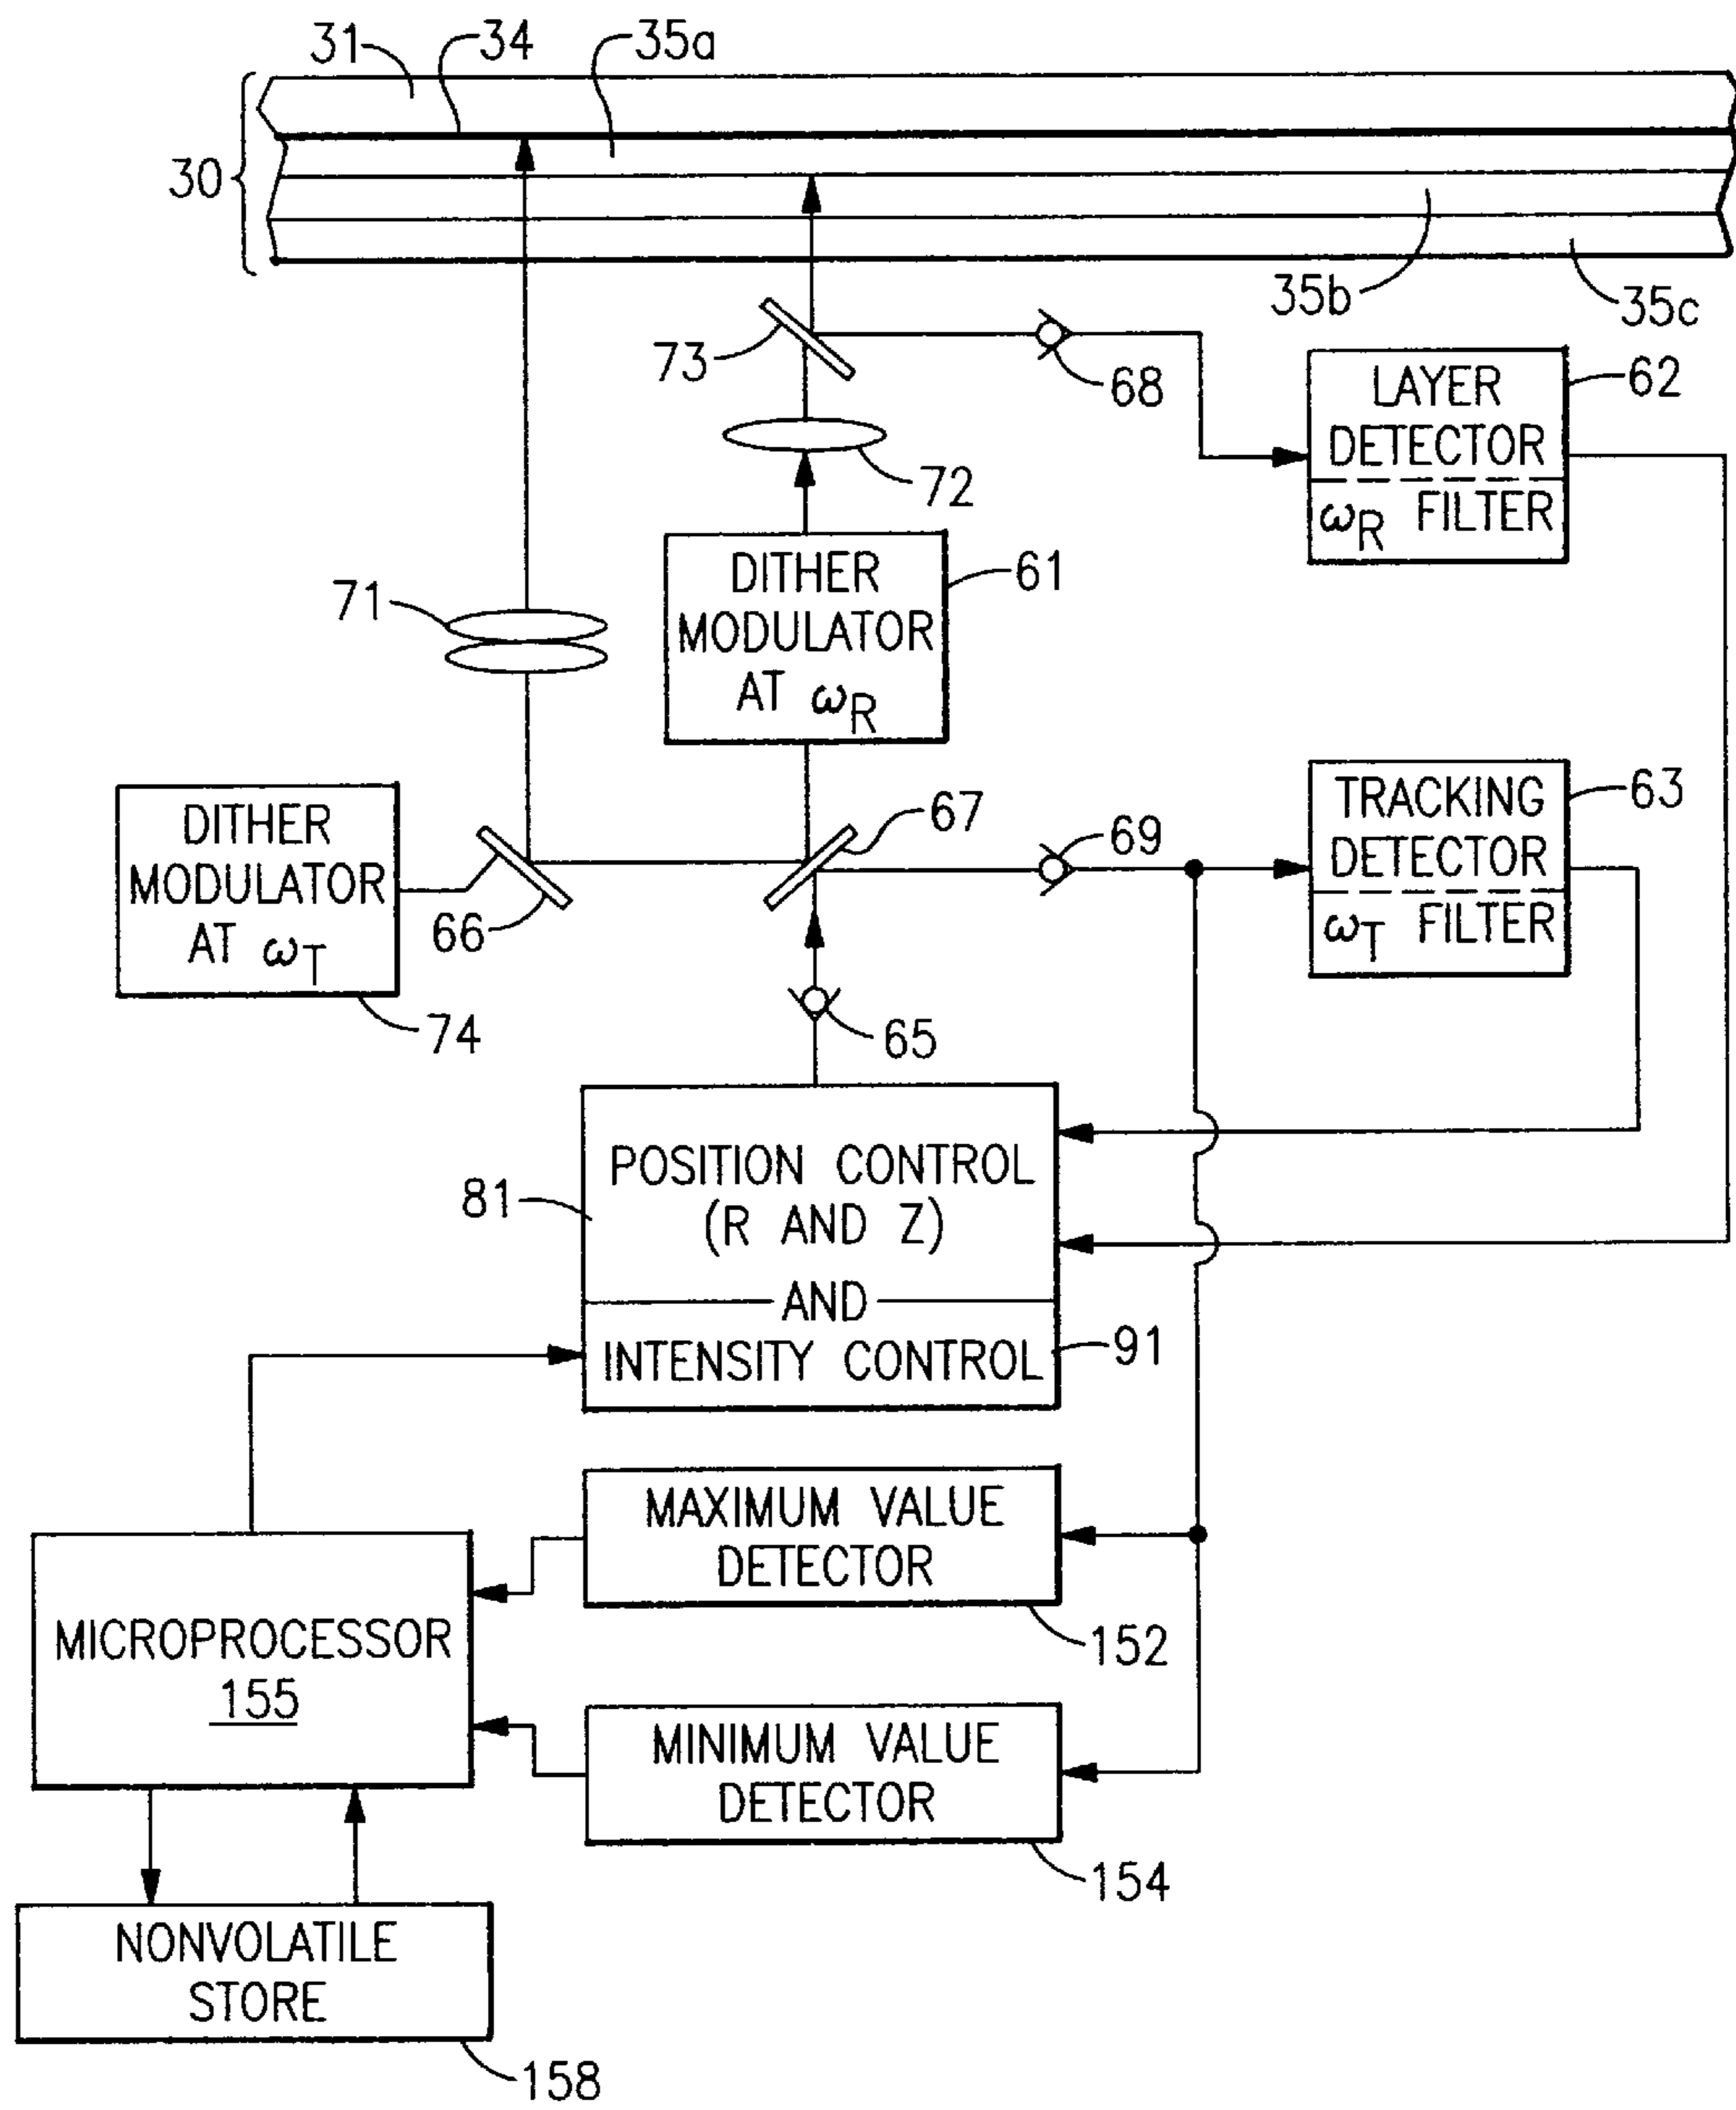 31
34
35a
30
35b
35c
73
68
LAYER
DETECTOR
ωR FILTER
62
72
71
DITHER
MODULATOR
AT ωR
61
DITHER
MODULATOR
AT ωT
74
66
67
69
TRACKING
DETECTOR
ωT FILTER
63
65
81
POSITION CONTROL
(R AND Z)
AND
INTENSITY CONTROL
91
MAXIMUM VALUE
DETECTOR
152
MICROPROCESSOR
155
MINIMUM VALUE
DETECTOR
154
NONVOLATILE
STORE
158